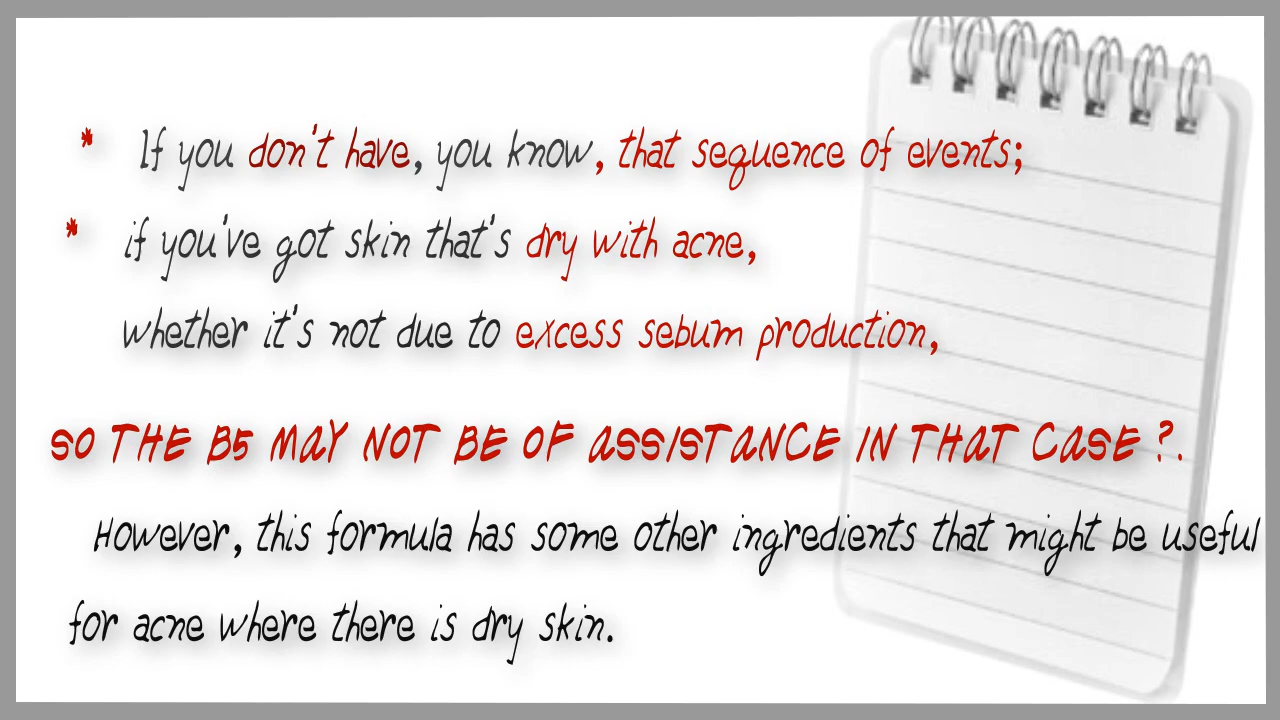 * If you don't have, you know, that sequence of events;
* if you've got skin that's dry with acne,
whether it's not due to excess sebum production,
SO THE B5 MAY NOT BE OF ASSISTANCE IN THAT CASE ?.
However, this formula has some other ingredients that might be useful
for acne where there is dry skin.